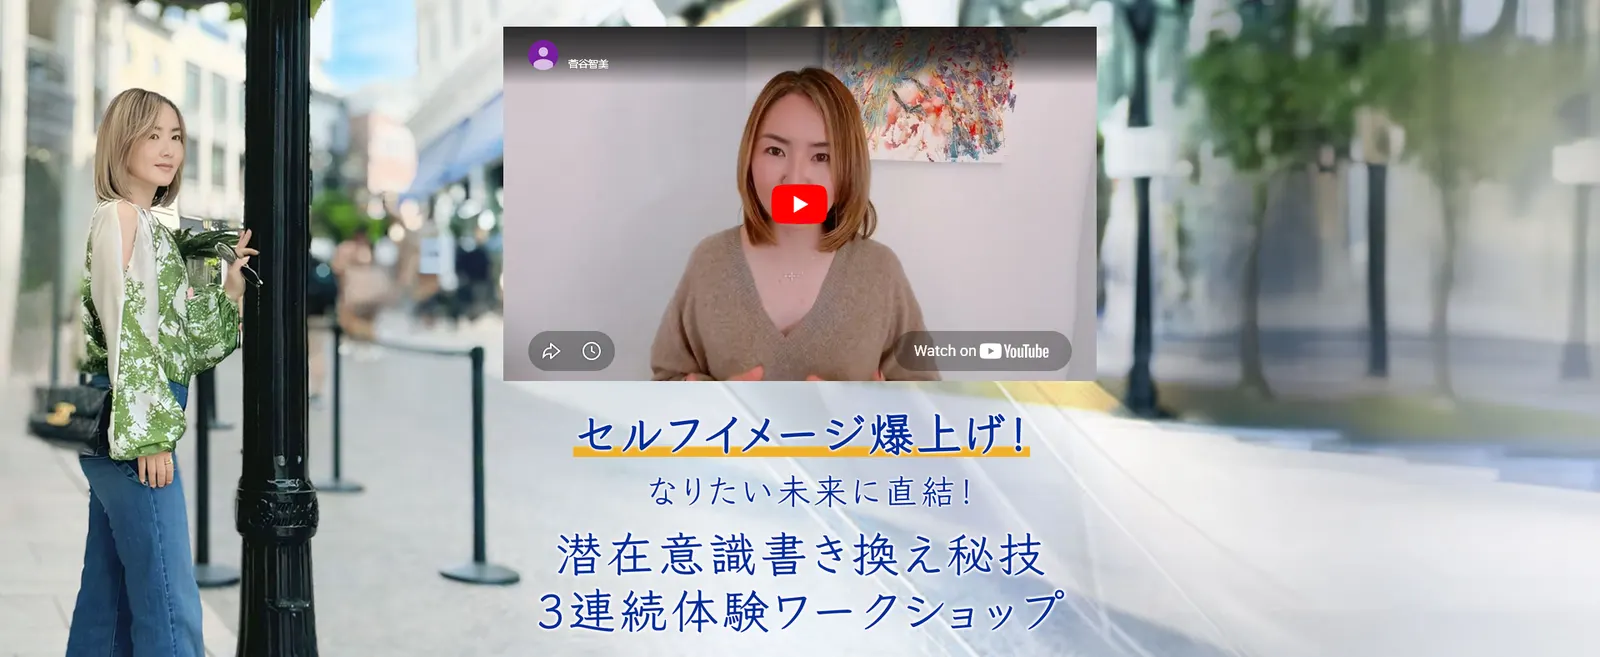 菅谷智美
Watch on YouTube
セルフイメージ爆上げ！
なりたい未来に直結！
潜在意識書き換え秘技
3連続体験ワークショップ